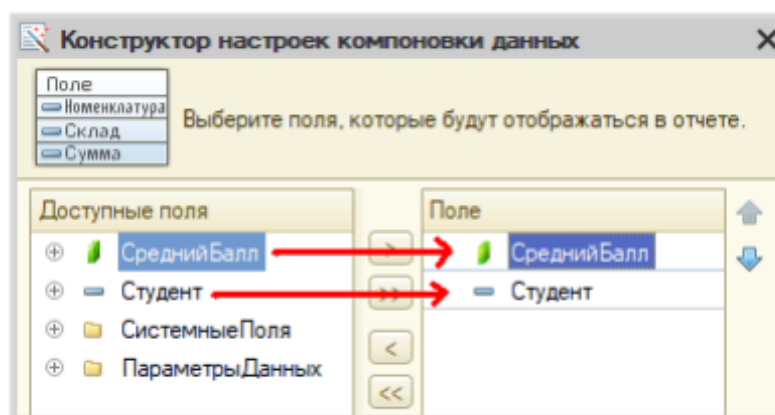 Конструктор настроек компоновки данных
Поле
Номенклатура
Склад
Сумма
Выберите поля, которые будут отображаться в отчете.
Доступные поля
Поле
СреднийБалл
>
СреднийБалл
Студент
>>
Студент
СистемныеПоля
<
ПараметрыДанных
<<